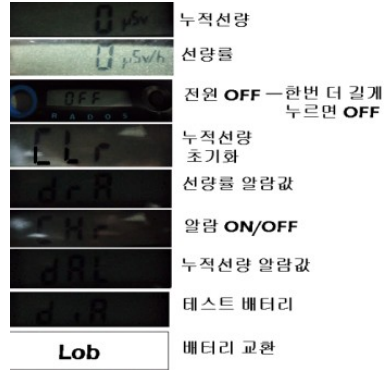 0 μSv 누적선량
0 μSv/h 선량률
OFF 전원 OFF —한번 더 길게
RADOS 누르면 OFF
CLr 누적선량
초기화
drA 선량률 알람값
CHr 알람 ON/OFF
dAL 누적선량 알람값
d.A 테스트 배터리
Lob 배터리 교환